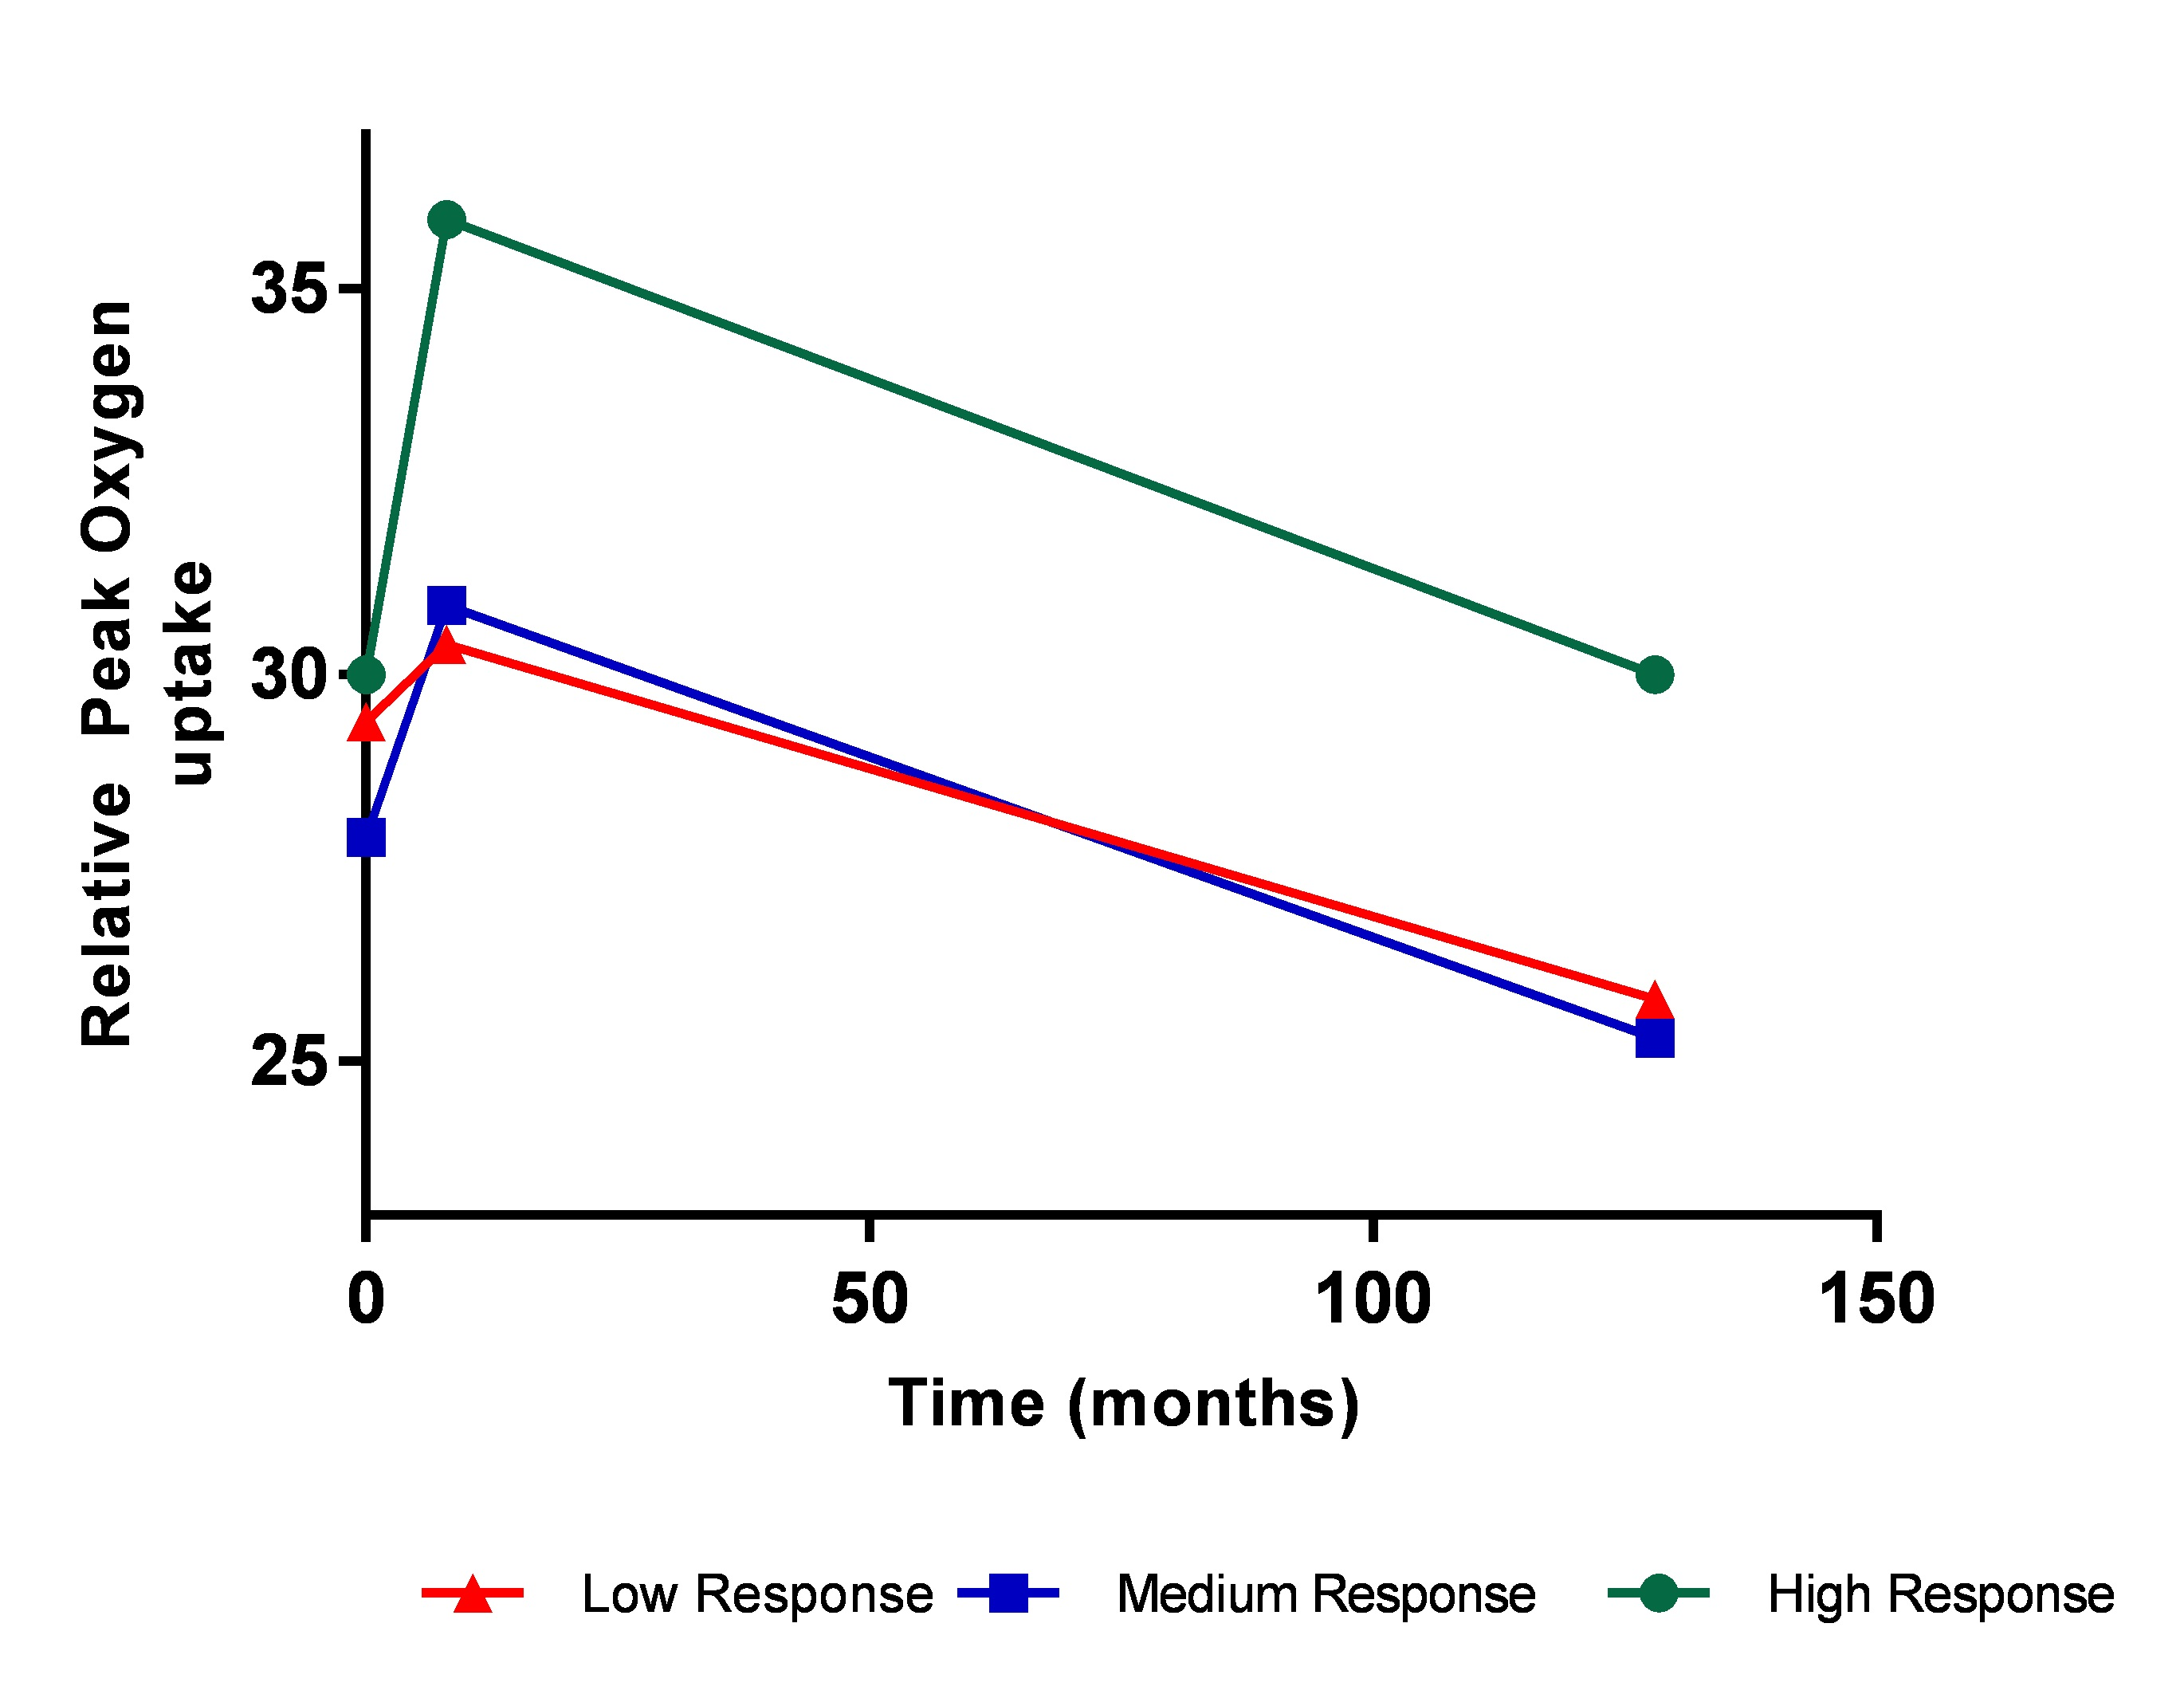 Relative Peak Oxygen
uptake
35
30
25
0 50 100 150
Time (months)
Low Response Medium Response High Response